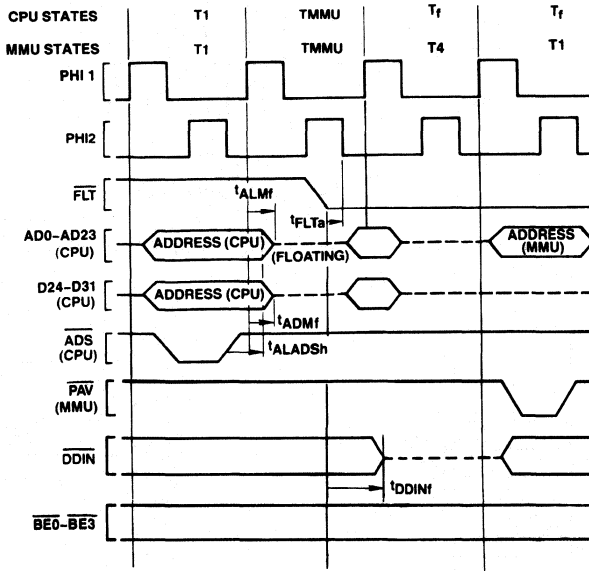 CPU STATES T1 TMMU Tf Tf
MMU STATES T1 TMMU T4 T1
PHI 1
PHI2
FLT
tALMf
tFLTa
AD0–AD23
(CPU)
ADDRESS (CPU)
(FLOATING)
ADDRESS
(MMU)
D24–D31
(CPU)
ADDRESS (CPU)
tADMf
ADS
(CPU)
tALADSh
PAV
(MMU)
DDIN
tDDINf
BE0–BE3